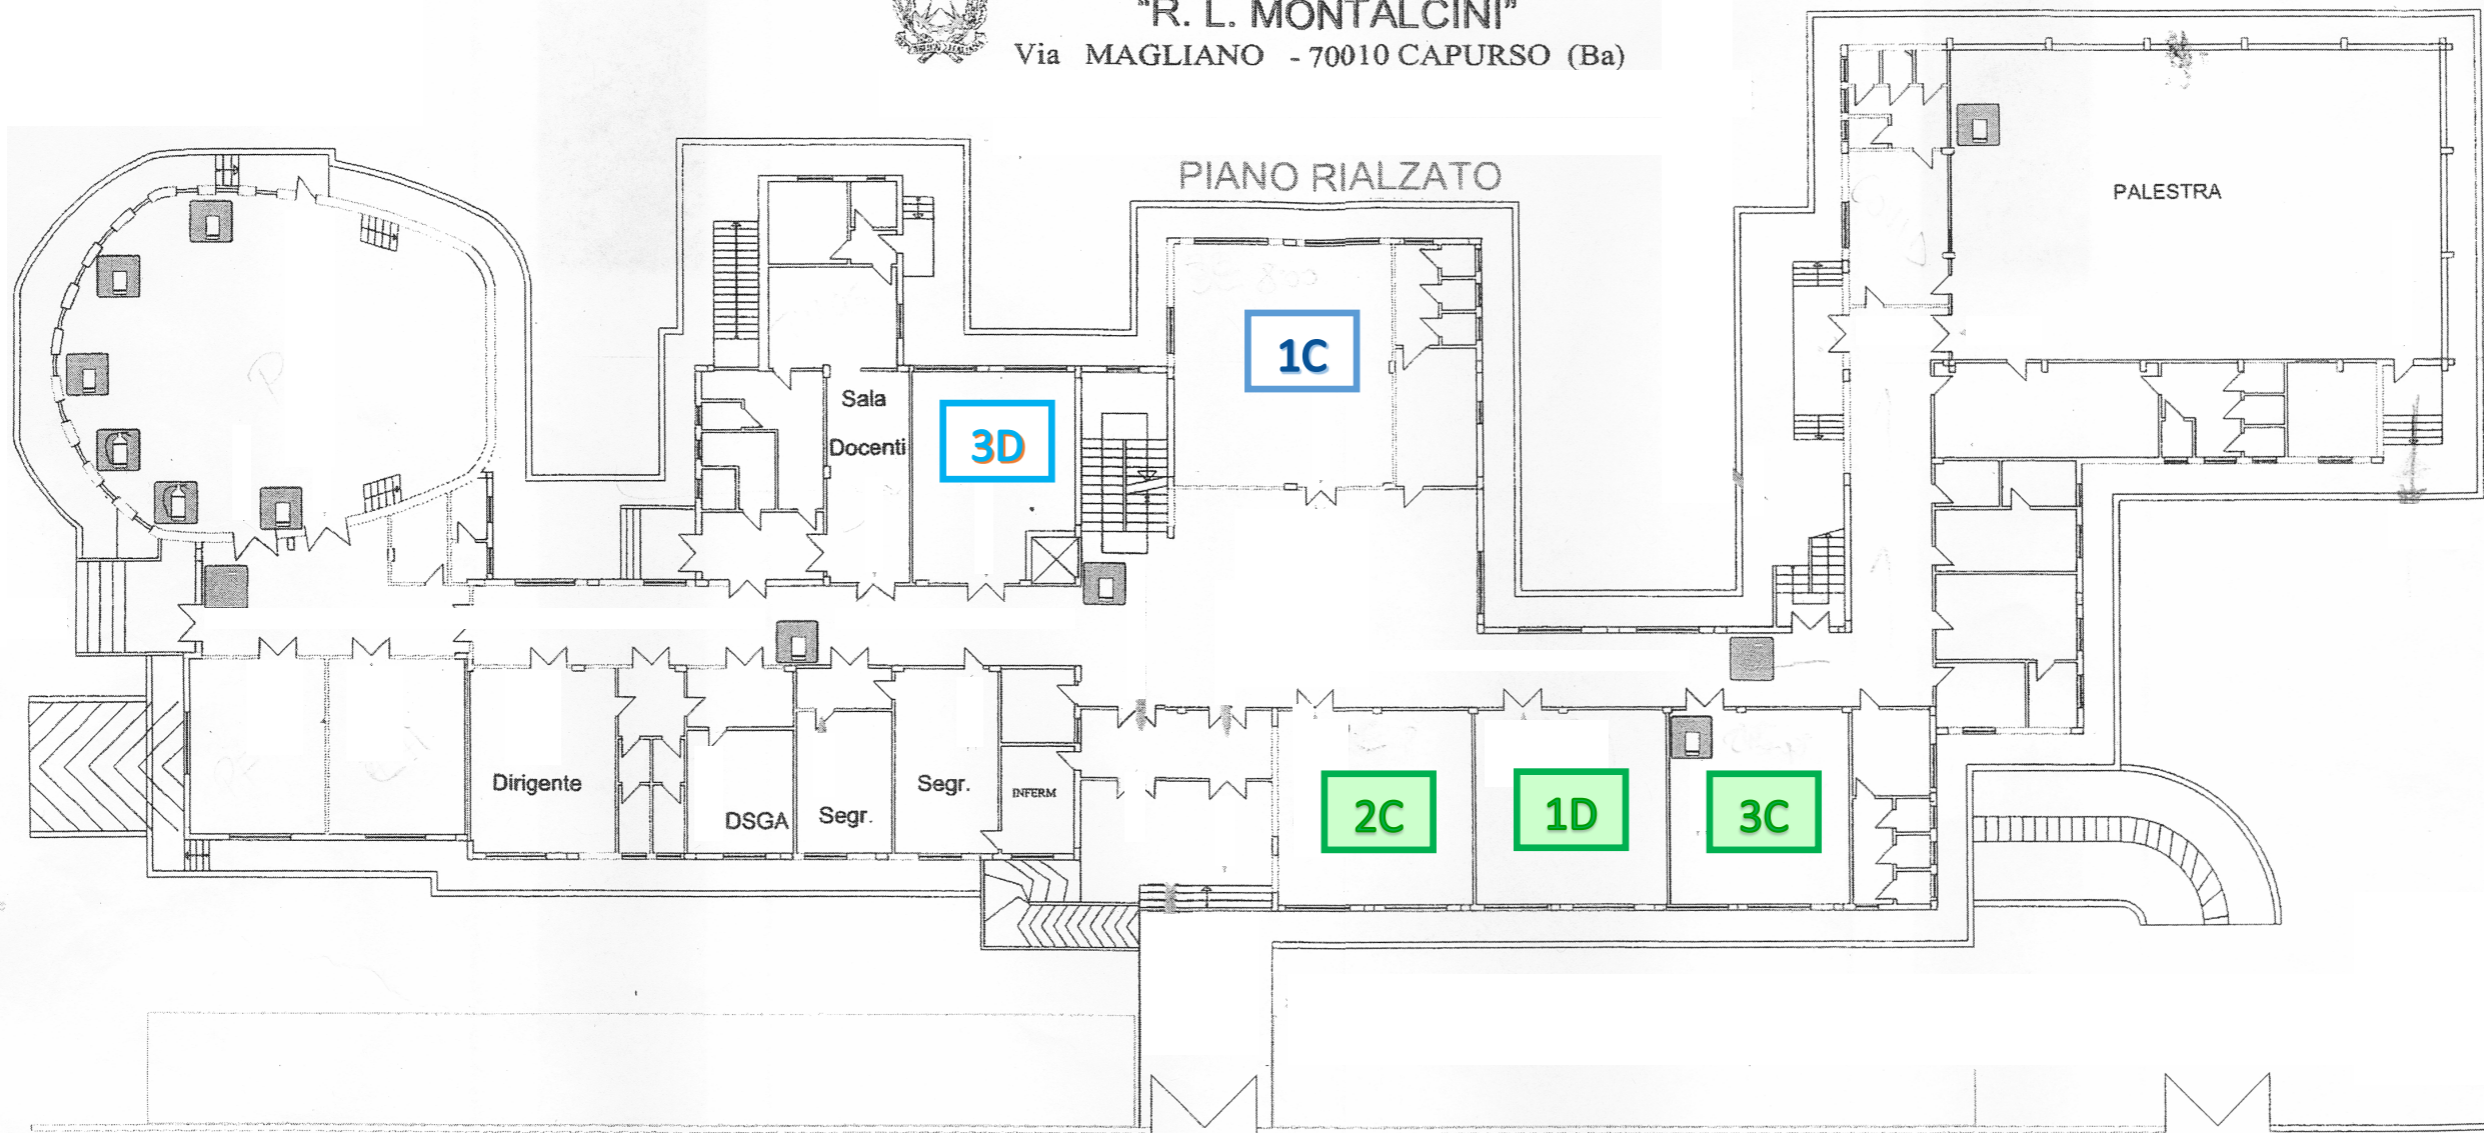 "R. L. MONTALCINI"
Via MAGLIANO - 70010 CAPURSO (Ba)
PIANO RIALZATO
PALESTRA
1C
Sala
Docenti
3D
Dirigente
DSGA
Segr.
Segr.
INFERM
2C
1D
3C